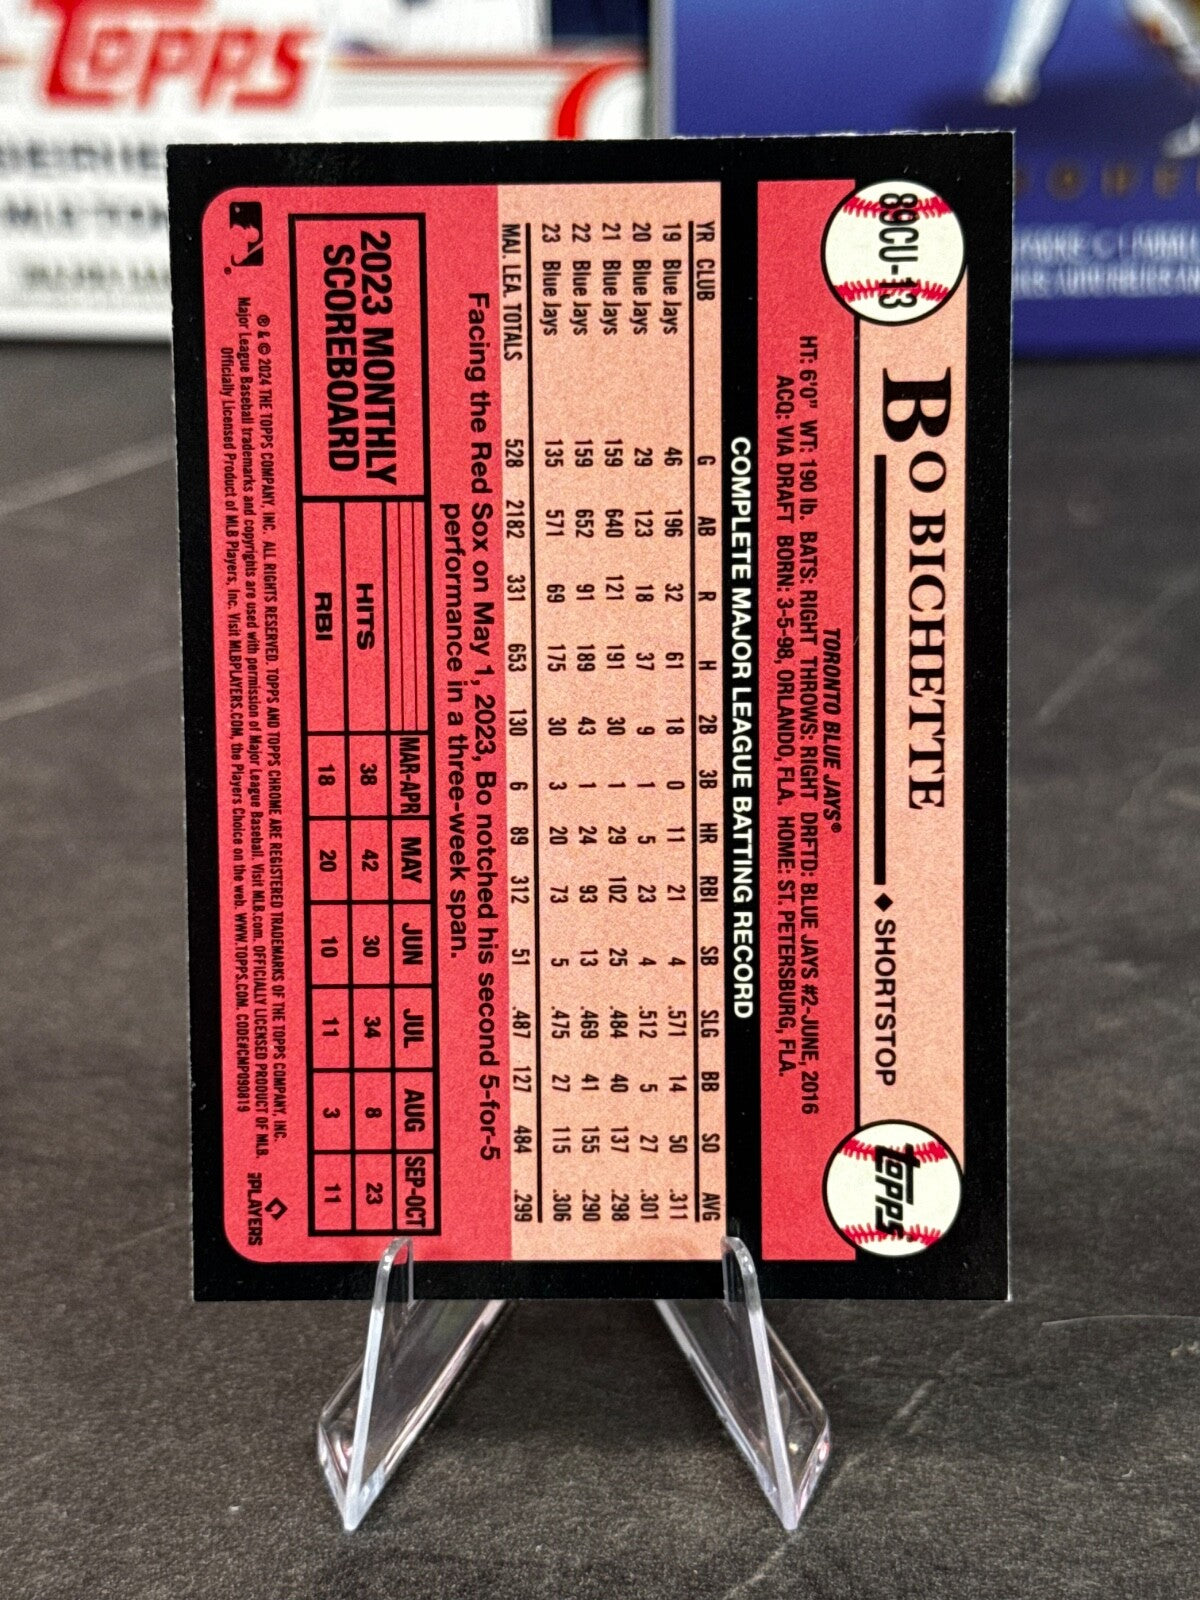 Topps
89CU-13
BO BICHETTE
SHORTSTOP
Topps
TORONTO BLUE JAYS®
HT: 6'0" WT: 190 lb. BATS: RIGHT THROWS: RIGHT DRFTD: BLUE JAYS #2-JUNE, 2016
ACQ: VIA DRAFT BORN: 3-5-98, ORLANDO, FLA. HOME: ST. PETERSBURG, FLA.
COMPLETE MAJOR LEAGUE BATTING RECORD
YR CLUB G AB R H 2B 3B HR RBI SB SLG BB SO AVG
19 Blue Jays 46 196 32 61 18 0 11 21 4 .571 14 50 .311
20 Blue Jays 29 123 18 37 9 1 5 23 4 .512 5 27 .301
21 Blue Jays 159 640 121 191 30 1 29 102 25 .484 40 137 .298
22 Blue Jays 159 652 91 189 43 1 24 93 13 .469 41 155 .290
23 Blue Jays 135 571 69 175 30 3 20 73 5 .475 27 115 .306
MAJ. LEA. TOTALS 528 2182 331 653 130 6 89 312 51 .487 127 484 .299
Facing the Red Sox on May 1, 2023, Bo notched his second 5-for-5
performance in a three-week span.
2023 MONTHLY
SCOREBOARD
MAR-APR MAY JUN JUL AUG SEP-OCT
HITS 38 42 30 34 8 23
RBI 18 20 10 11 3 11
® & © 2024 THE TOPPS COMPANY, INC. ALL RIGHTS RESERVED. TOPPS AND TOPPS CHROME ARE REGISTERED TRADEMARKS OF THE TOPPS COMPANY, INC.
Major League Baseball trademarks and copyrights are used with permission of Major League Baseball. Visit MLB.com. OFFICIALLY LICENSED PRODUCT OF MLB
Officially Licensed Product of MLB Players, Inc. Visit MLBPLAYERS.COM, the Players Choice on the web. WWW.TOPPS.COM. CODE#CMP090819
PLAYERS